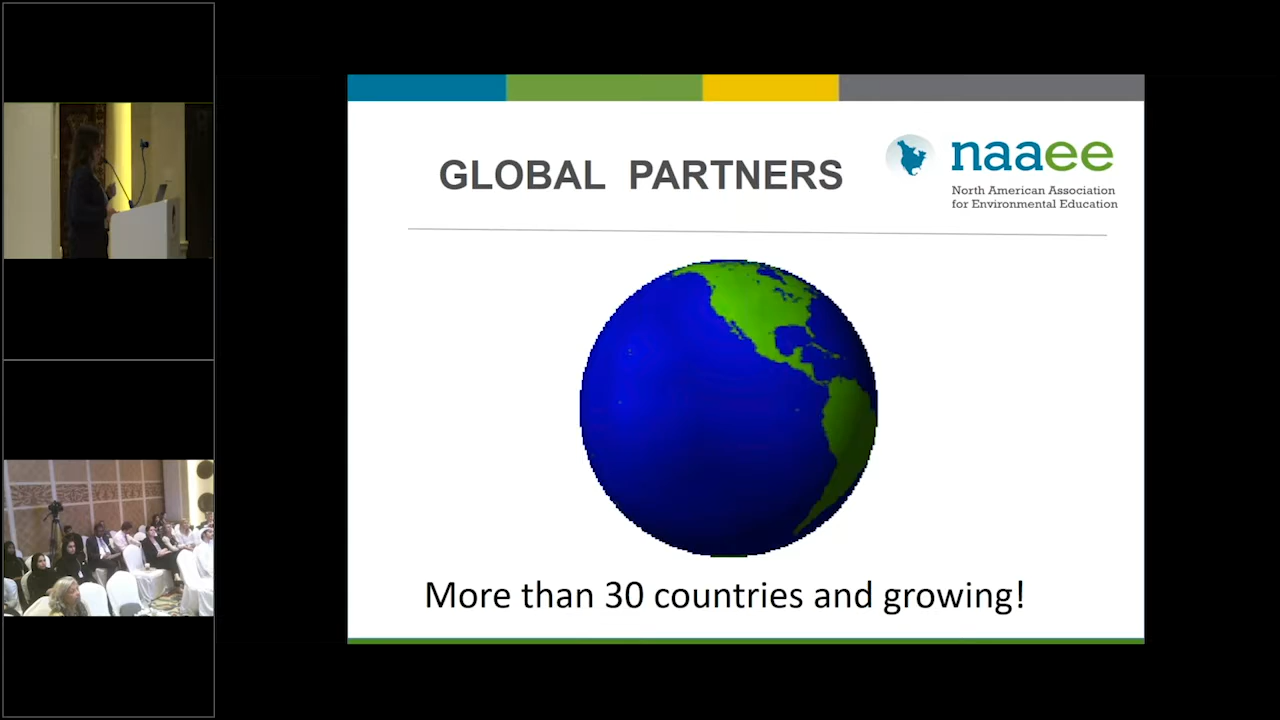 GLOBAL PARTNERS
naaee
North American Association
for Environmental Education
More than 30 countries and growing!